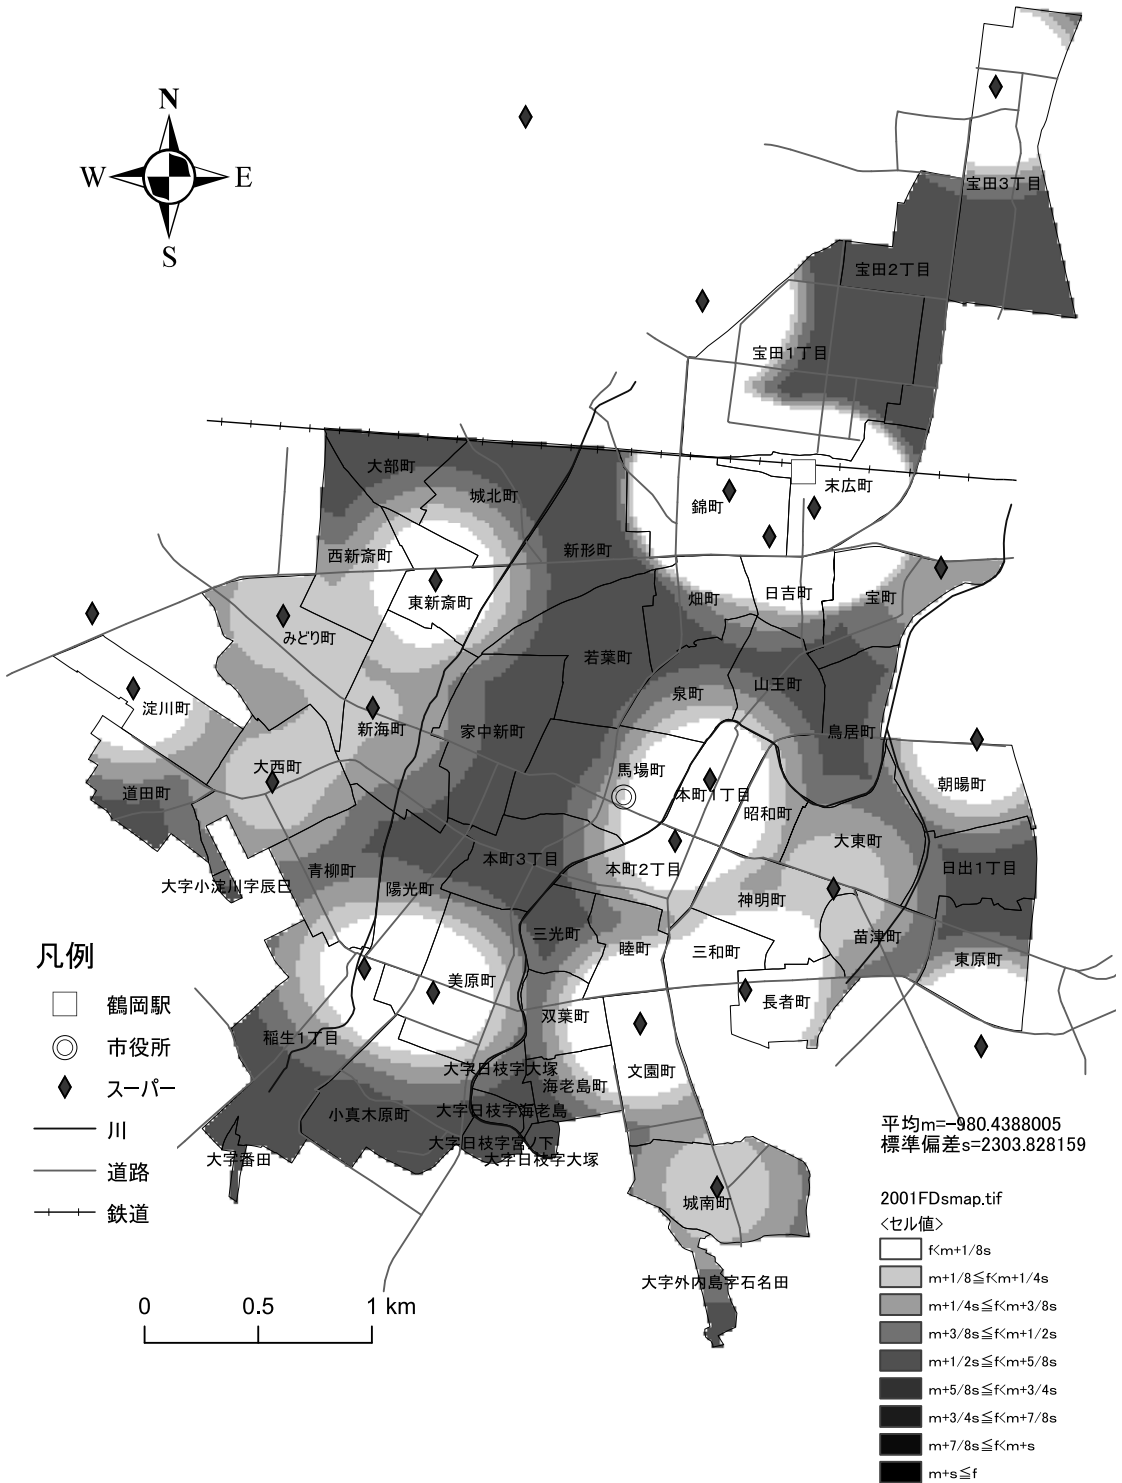 N
W
E
S
宝田3丁目
宝田2丁目
宝田1丁目
大部町
城北町
錦町
末広町
西新斎町
新形町
東新斎町
畑町
日吉町
宝町
みどり町
若葉町
泉町
山王町
淀川町
新海町
家中新町
鳥居町
大西町
馬場町
道田町
本町1丁目
朝暘町
昭和町
大東町
青柳町
本町3丁目
本町2丁目
日出1丁目
大字小淀川字辰巳
陽光町
神明町
三光町
睦町
三和町
苗津町
東原町
美原町
長者町
双葉町
稲生1丁目
大字日枝字大塚
文園町
海老島町
小真木原町
大字日枝字海老島
大字日枝字宮ノ下
大字番田
大字日枝字大塚
城南町
大字外内島字石名田
凡例
鶴岡駅
市役所
スーパー
川
道路
鉄道
0 0.5 1 km
平均m=-980.4388005
標準偏差s=2303.828159
2001FDsmap.tif
<セル値>
f<m+1/8s
m+1/8≦f<m+1/4s
m+1/4s≦f<m+3/8s
m+3/8s≦f<m+1/2s
m+1/2s≦f<m+5/8s
m+5/8s≦f<m+3/4s
m+3/4s≦f<m+7/8s
m+7/8s≦f<m+s
m+s≦f